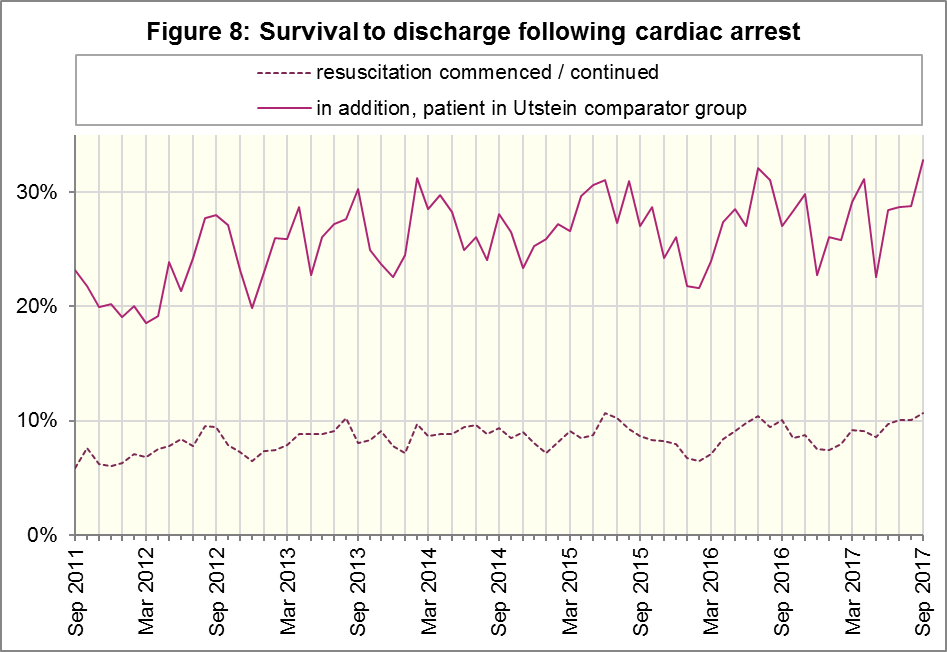 Figure 8: Survival to discharge following cardiac arrest
resuscitation commenced / continued
in addition, patient in Utstein comparator group
30%
20%
10%
0%
Sep 2011
Mar 2012
Sep 2012
Mar 2013
Sep 2013
Mar 2014
Sep 2014
Mar 2015
Sep 2015
Mar 2016
Sep 2016
Mar 2017
Sep 2017